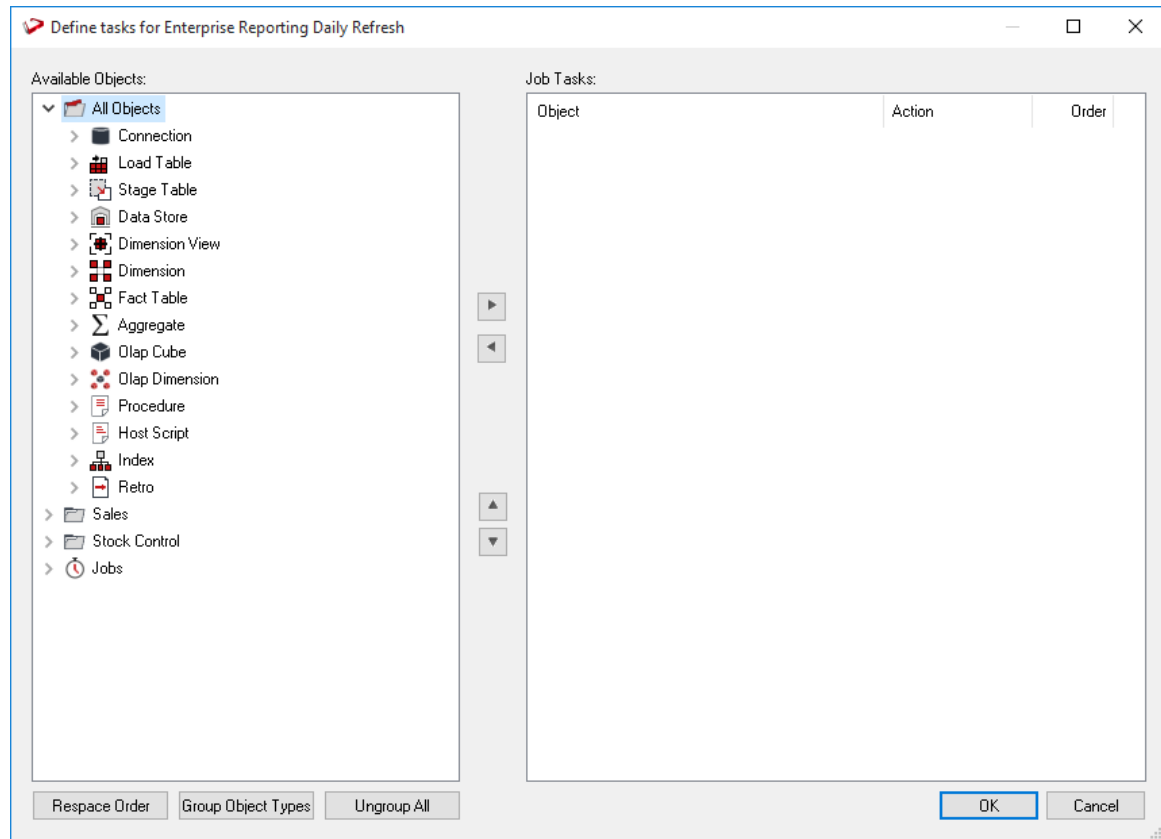 Define tasks for Enterprise Reporting Daily Refresh
Available Objects:
All Objects
Connection
Load Table
Stage Table
Data Store
Dimension View
Dimension
Fact Table
Aggregate
Olap Cube
Olap Dimension
Procedure
Host Script
Index
Retro
Sales
Stock Control
Jobs
Respace Order
Group Object Types
Ungroup All
Job Tasks:
Object Action Order
OK
Cancel